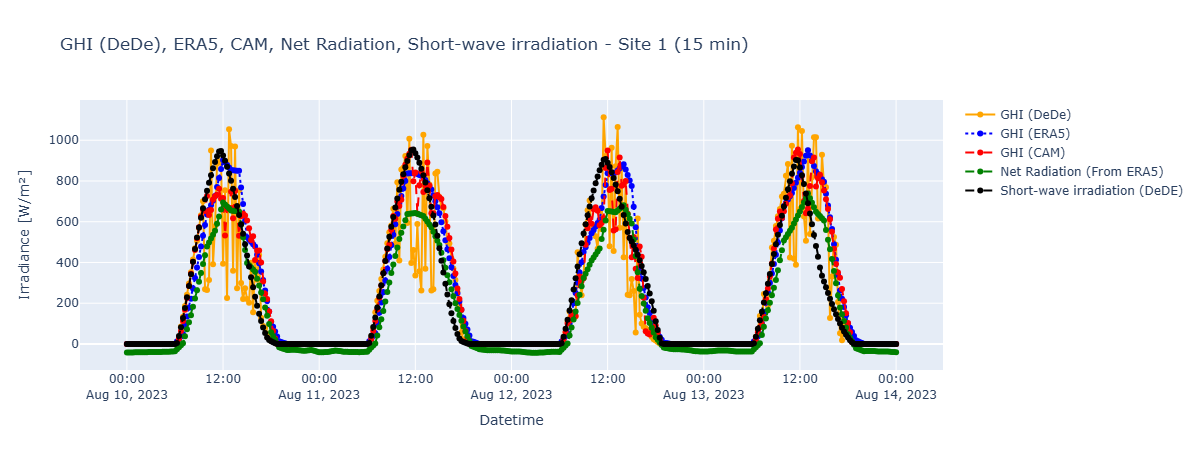 GHI (DeDe), ERA5, CAM, Net Radiation, Short-wave irradiation - Site 1 (15 min)
GHI (DeDe)
GHI (ERA5)
GHI (CAM)
Net Radiation (From ERA5)
Short-wave irradiation (DeDE)
Irradiance [W/m²]
1000
800
600
400
200
0
00:00 12:00 00:00 12:00 00:00 12:00 00:00 12:00 00:00
Aug 10, 2023 Aug 11, 2023 Aug 12, 2023 Aug 13, 2023 Aug 14, 2023
Datetime